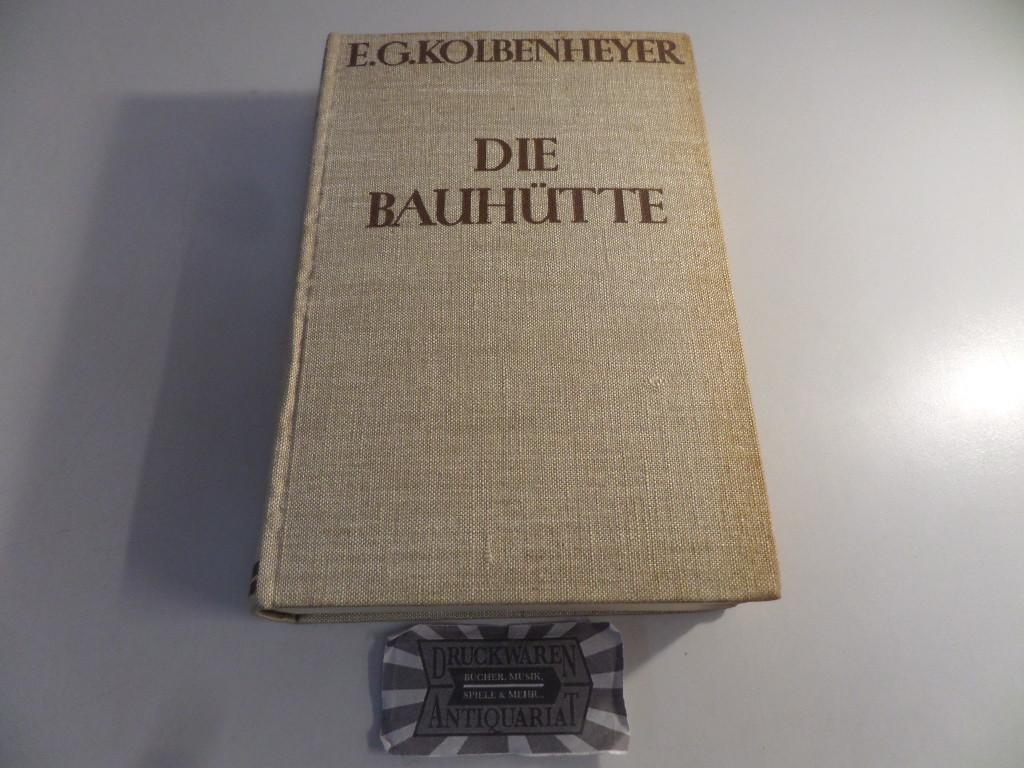 E.G.KOLBENHEYER
DIE
BAUHÜTTE
DRUCKWAREN
BÜCHER, MUSIK,
SPIELE & MEHR...
ANTIQUARIAT